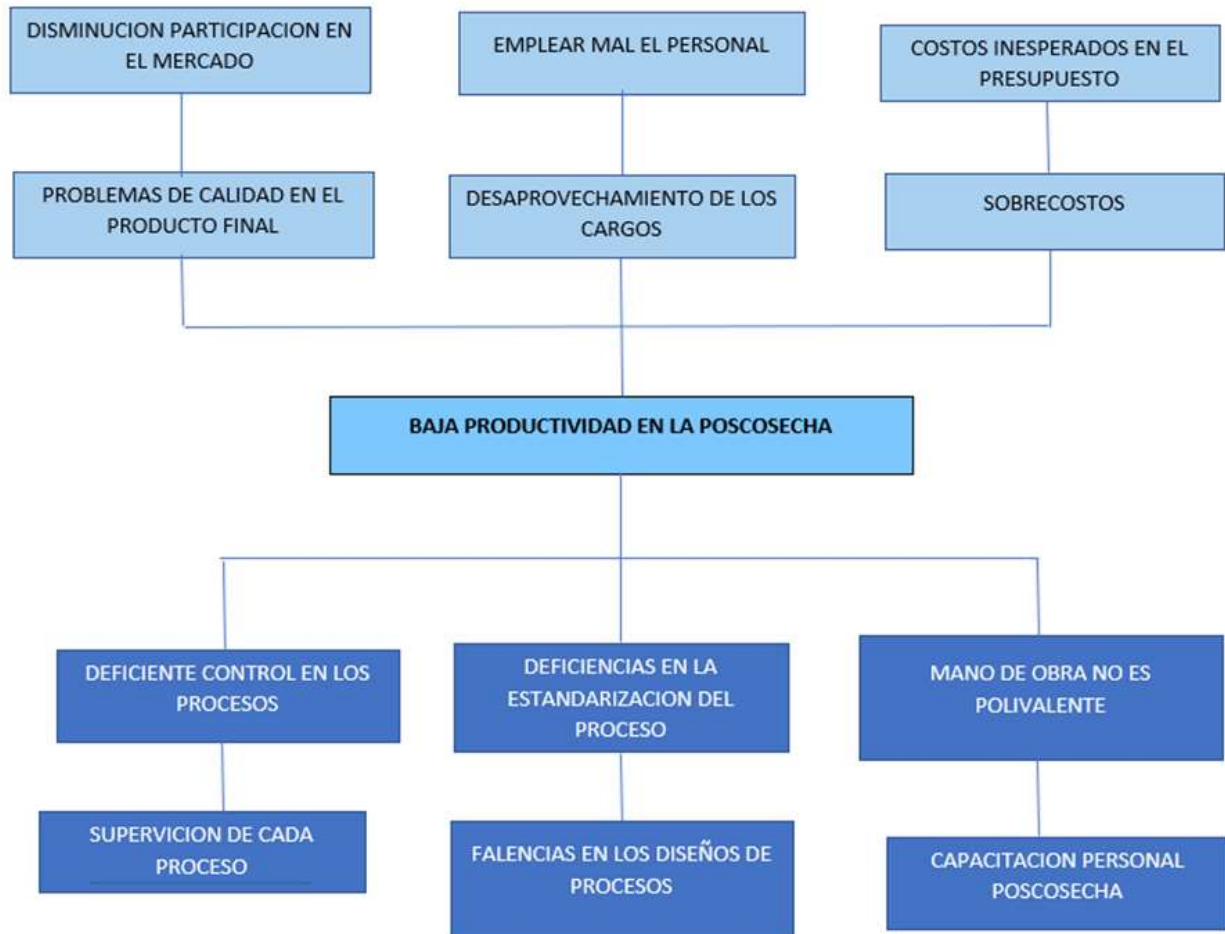 DISMINUCION PARTICIPACION EN
EL MERCADO
EMPLEAR MAL EL PERSONAL
COSTOS INESPERADOS EN EL
PRESUPUESTO
PROBLEMAS DE CALIDAD EN EL
PRODUCTO FINAL
DESAPROVECHAMIENTO DE LOS
CARGOS
SOBRECOSTOS
BAJA PRODUCTIVIDAD EN LA POSCOSECHA
DEFICIENTE CONTROL EN LOS
PROCESOS
DEFICIENCIAS EN LA
ESTANDARIZACION DEL
PROCESO
MANO DE OBRA NO ES
POLIVALENTE
SUPERVICION DE CADA
PROCESO
FALENCIAS EN LOS DISEÑOS DE
PROCESOS
CAPACITACION PERSONAL
POSCOSECHA